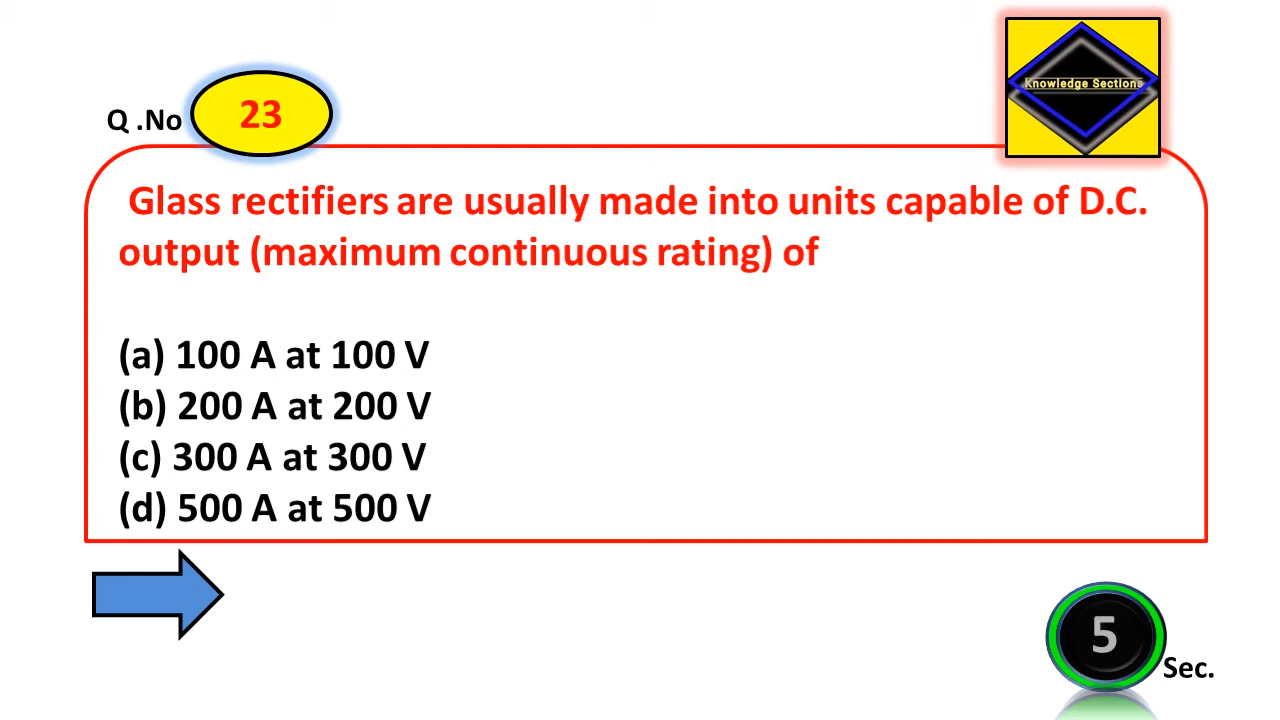 Knowledge Sections
Q .No 23
Glass rectifiers are usually made into units capable of D.C.
output (maximum continuous rating) of
(a) 100 A at 100 V
(b) 200 A at 200 V
(c) 300 A at 300 V
(d) 500 A at 500 V
5 Sec.